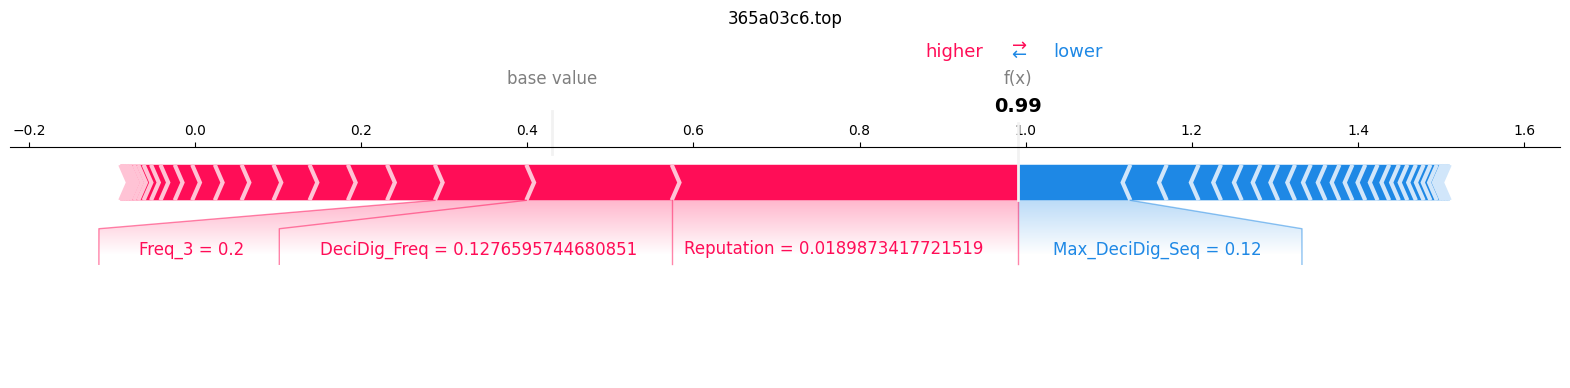 365a03c6.top
higher ⇄ lower
base value f(x)
0.99
−0.2 0.0 0.2 0.4 0.6 0.8 1.0 1.2 1.4 1.6
Freq_3 = 0.2 DeciDig_Freq = 0.1276595744680851 Reputation = 0.0189873417721519 Max_DeciDig_Seq = 0.12